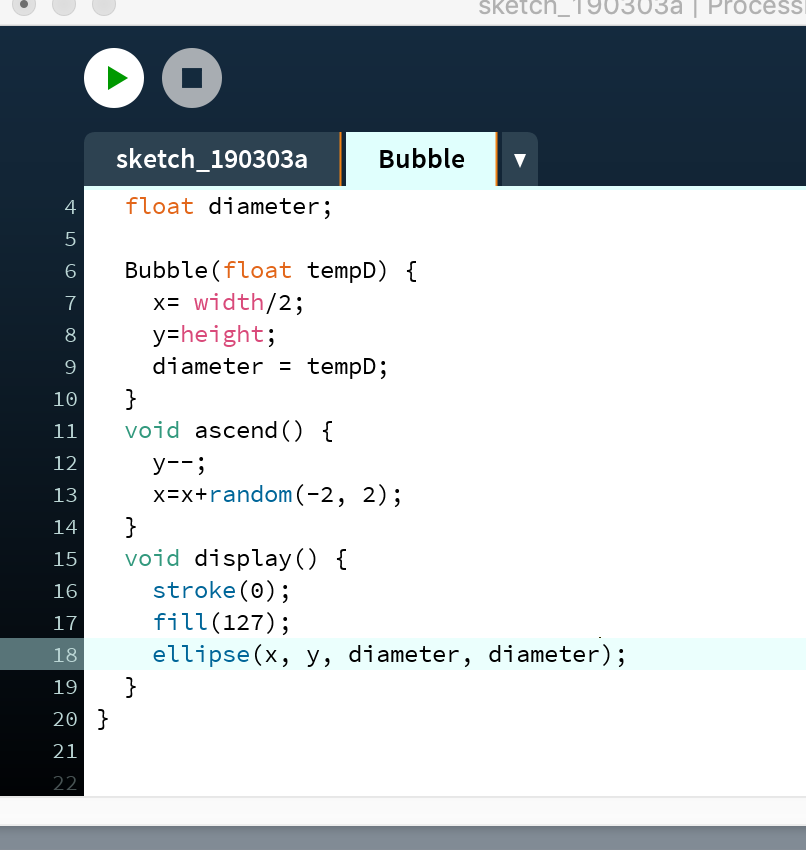 sketch_190303a | Process
sketch_190303a Bubble ▼
4 float diameter;
5
6 Bubble(float tempD) {
7 x= width/2;
8 y=height;
9 diameter = tempD;
10 }
11 void ascend() {
12 y--;
13 x=x+random(-2, 2);
14 }
15 void display() {
16 stroke(0);
17 fill(127);
18 ellipse(x, y, diameter, diameter);
19 }
20 }
21
22